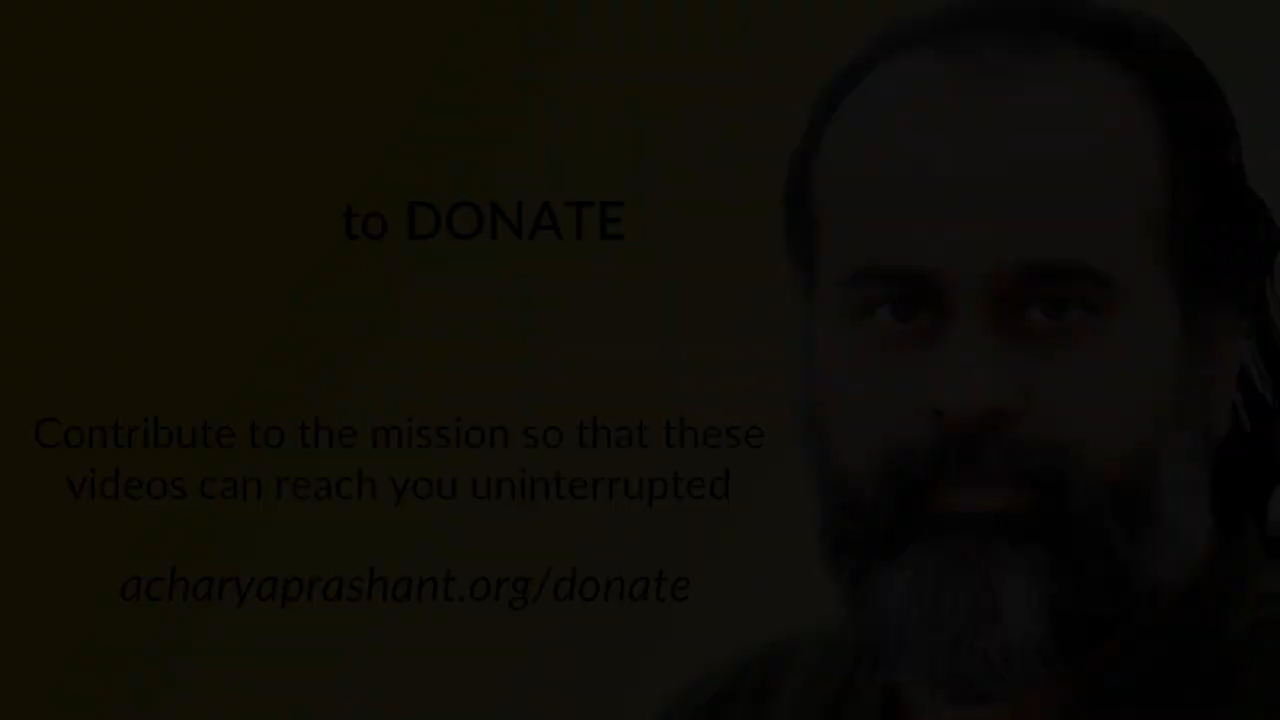 to DONATE
Contribute to the mission so that these
videos can reach you uninterrupted
acharyaprashant.org/donate